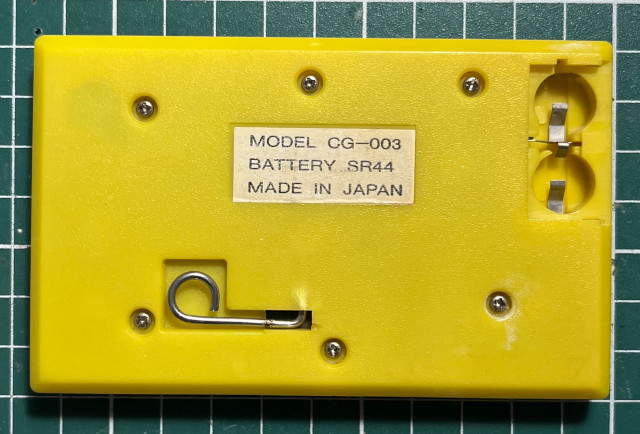 MODEL CG-003
BATTERY SR44
MADE IN JAPAN